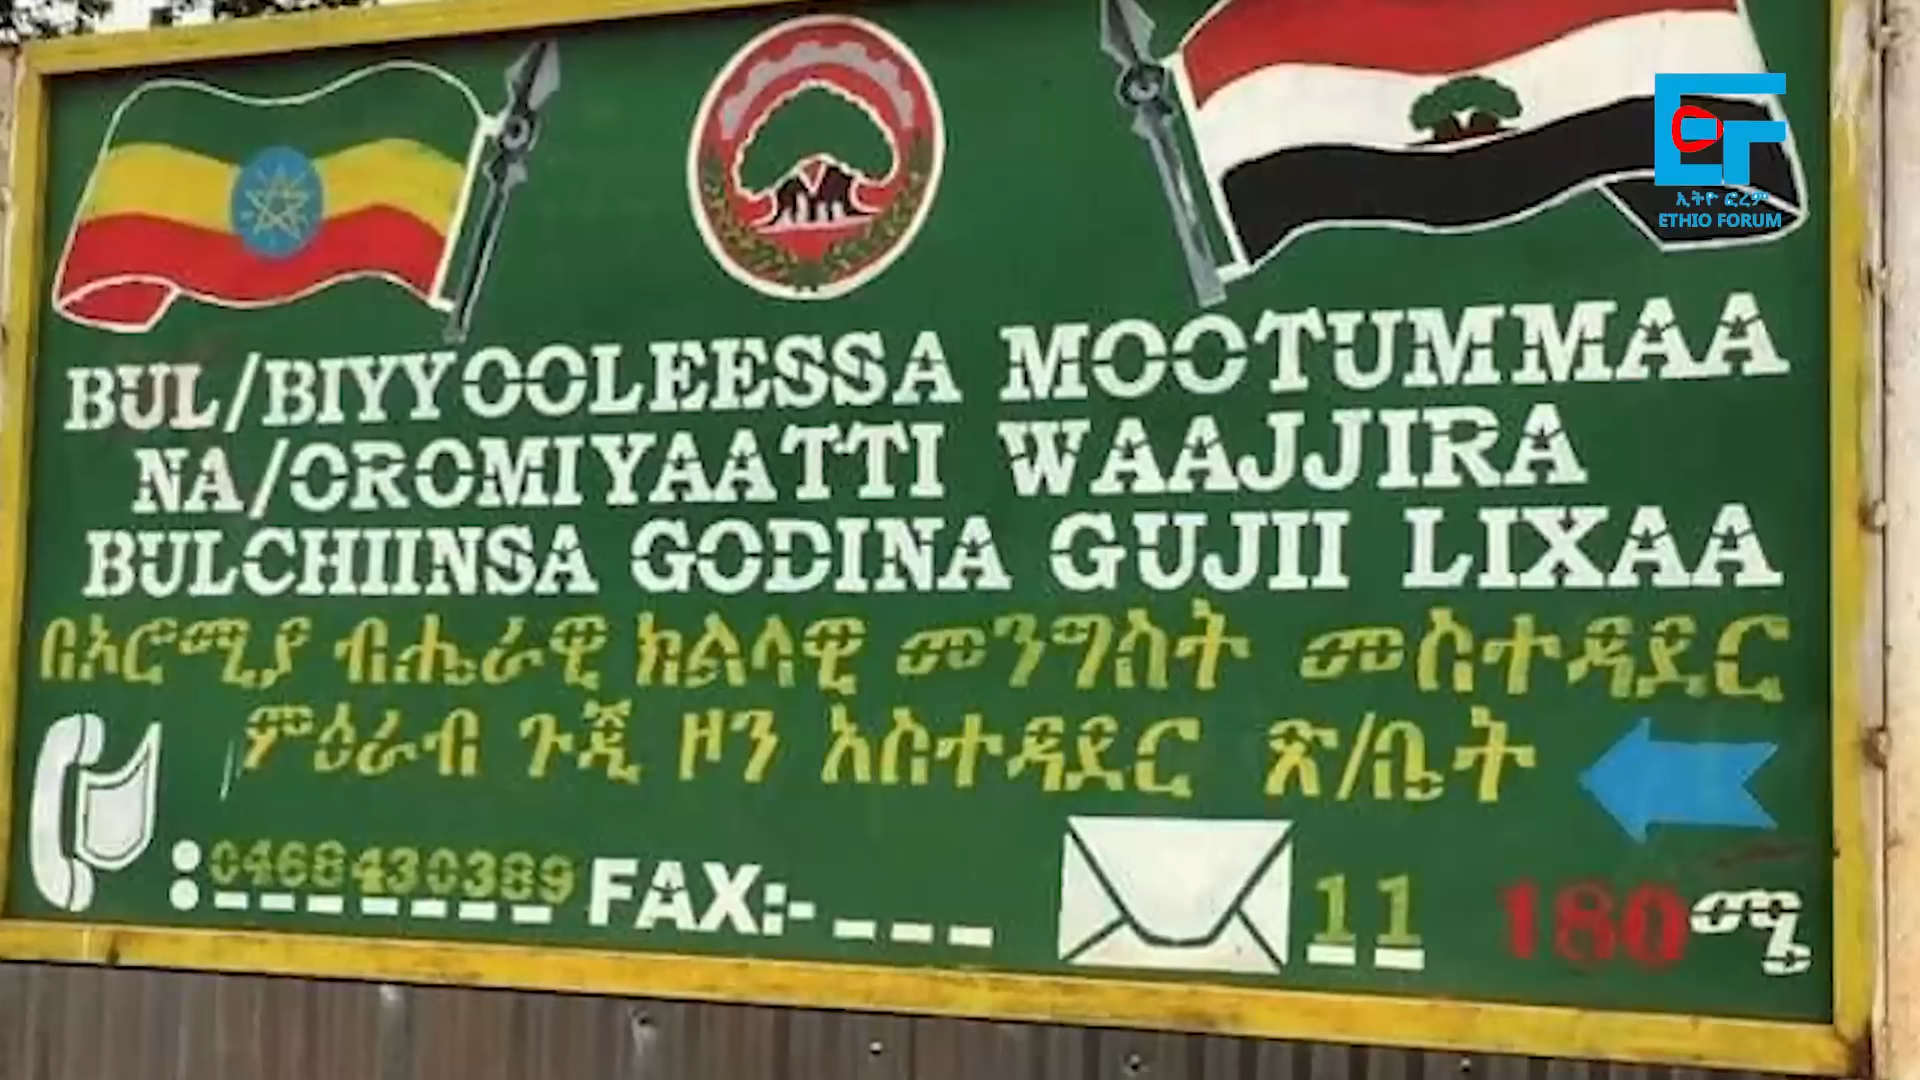 ኢትዮ ፎረም
ETHIO FORUM
BUL/BIYYOOLEESSA MOOTUMMAA
NA/OROMIYAATTI WAAJJIRA
BULCHIINSA GODINA GUJII LIXAA
በኦሮሚያ ብሔራዊ ክልላዊ መንግስት መስተዳደር
ምዕራብ ጉጂ ዞን አስተዳደር ጽ/ቤት
:0468430389 FAX:- 11 180ሜ